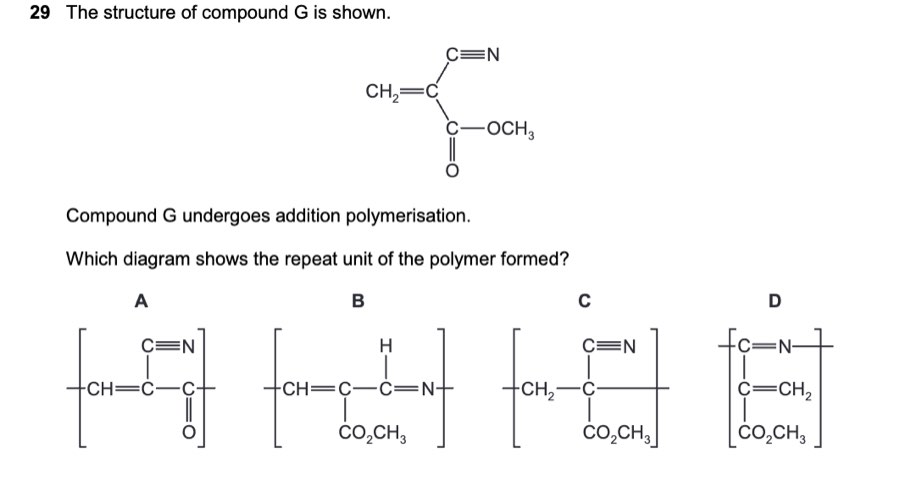 29 The structure of compound G is shown.
C≡N
CH₂=C
C—OCH₃
O
Compound G undergoes addition polymerisation.
Which diagram shows the repeat unit of the polymer formed?
A B C D
C≡N H C≡N C=N
CH=C—C CH=C—C=N CH₂—C C=CH₂
O CO₂CH₃ CO₂CH₃ CO₂CH₃